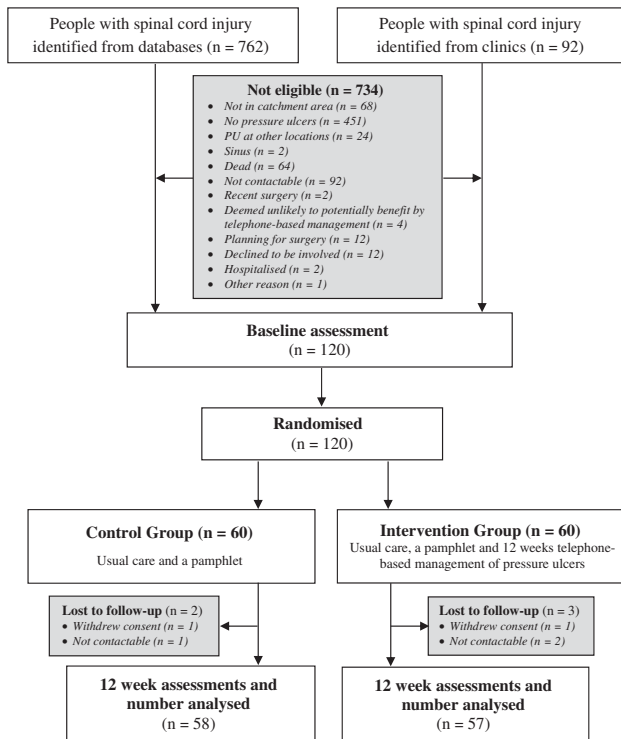 People with spinal cord injury
identified from databases (n = 762)
People with spinal cord injury
identified from clinics (n = 92)
Not eligible (n = 734)
• Not in catchment area (n = 68)
• No pressure ulcers (n = 451)
• PU at other locations (n = 24)
• Sinus (n = 2)
• Dead (n = 64)
• Not contactable (n = 92)
• Recent surgery (n =2)
• Deemed unlikely to potentially benefit by
telephone-based management (n = 4)
• Planning for surgery (n = 12)
• Declined to be involved (n = 12)
• Hospitalised (n = 2)
• Other reason (n = 1)
Baseline assessment
(n = 120)
Randomised
(n = 120)
Control Group (n = 60)
Usual care and a pamphlet
Intervention Group (n = 60)
Usual care, a pamphlet and 12 weeks telephone-
based management of pressure ulcers
Lost to follow-up (n = 2)
• Withdrew consent (n = 1)
• Not contactable (n = 1)
Lost to follow-up (n = 3)
• Withdrew consent (n = 1)
• Not contactable (n = 2)
12 week assessments and
number analysed
(n = 58)
12 week assessments and
number analysed
(n = 57)